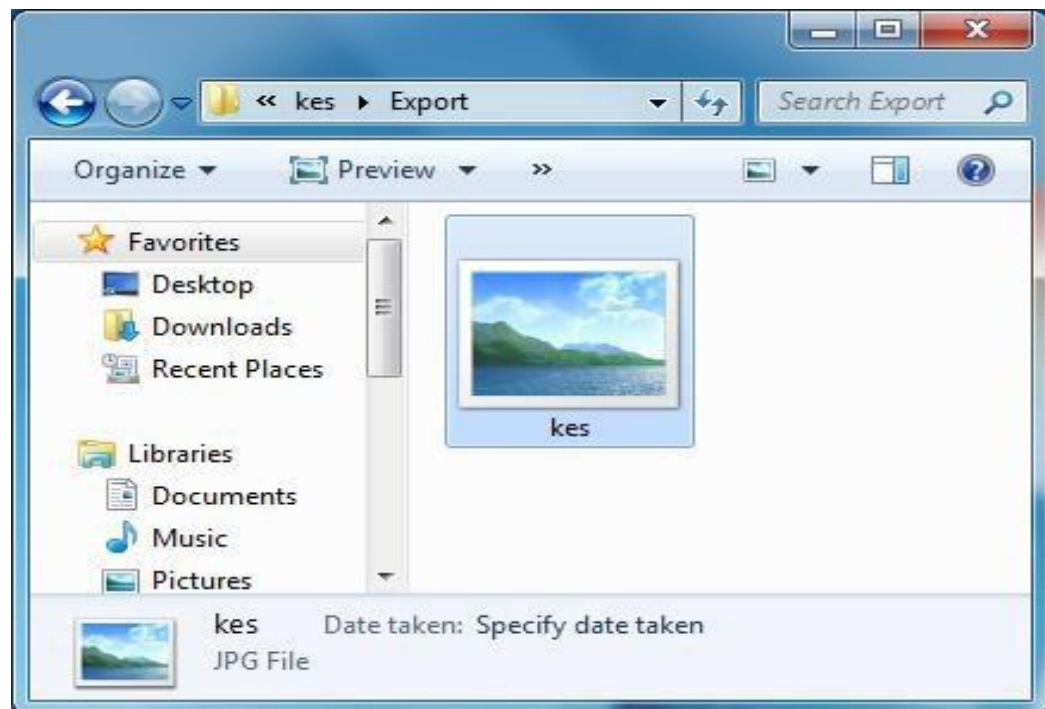 « kes ▸ Export
Search Export
Organize
Preview
»
Favorites
Desktop
Downloads
Recent Places
Libraries
Documents
Music
Pictures
kes
kes Date taken: Specify date taken
JPG File